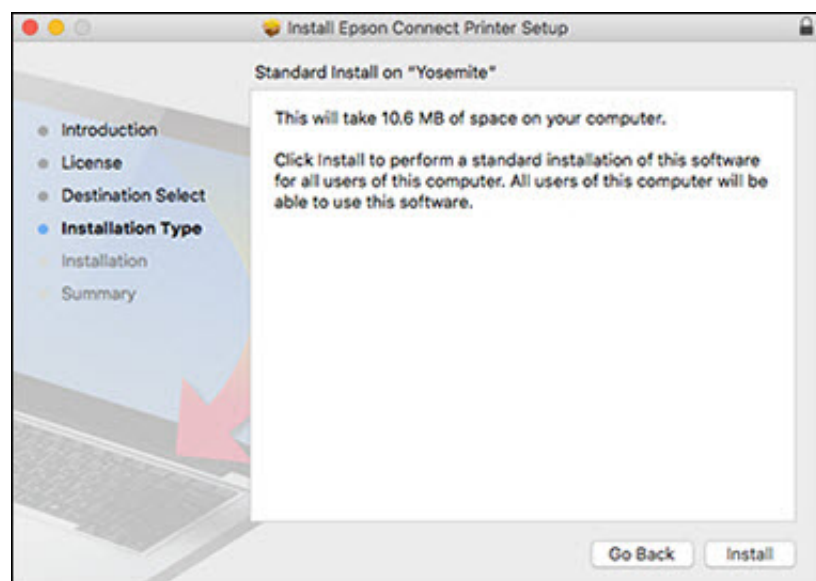 Install Epson Connect Printer Setup
Standard Install on "Yosemite"
Introduction
License
Destination Select
Installation Type
Installation
Summary
This will take 10.6 MB of space on your computer.
Click Install to perform a standard installation of this software
for all users of this computer. All users of this computer will be
able to use this software.
Go Back
Install